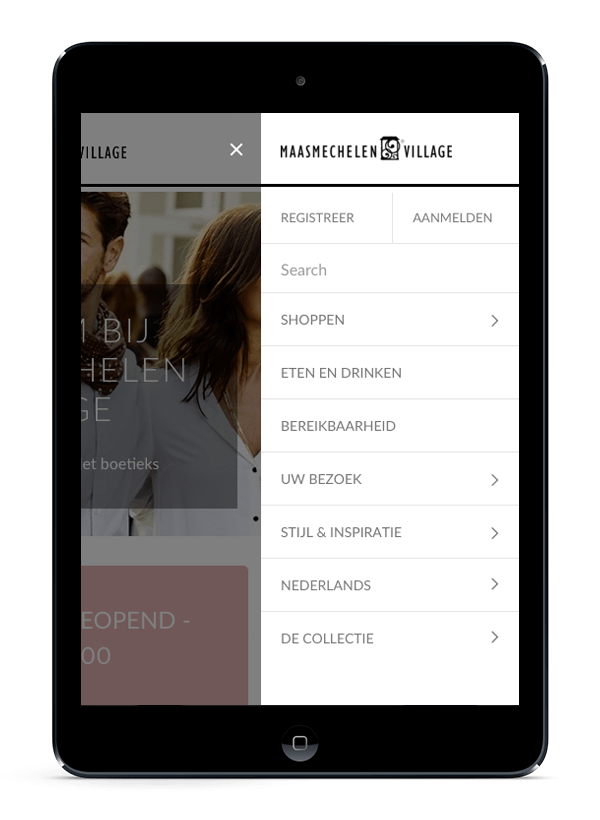 VILLAGE
MAASMECHELEN VILLAGE
REGISTREER AANMELDEN
Search
SHOPPEN
ETEN EN DRINKEN
BEREIKBAARHEID
UW BEZOEK
STIJL & INSPIRATIE
NEDERLANDS
DE COLLECTIE
M BIJ
HELEN
GE
et boetieks
EOPEND -
00